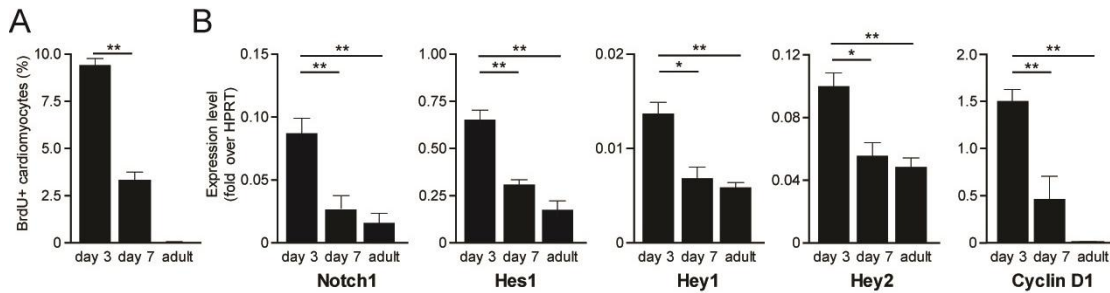 A
BrdU+ cardiomyocytes (%)
10.0
7.5
5.0
2.5
0
**
day 3 day 7 adult
B
Expression level
(fold over HPRT)
0.15
0.10
0.05
0.00
**
**
day 3 day 7 adult
Notch1
1.00
0.75
0.50
0.25
0
**
**
day 3 day 7 adult
Hes1
0.02
0.01
0
**
*
day 3 day 7 adult
Hey1
0.12
0.08
0.04
0
**
*
day 3 day 7 adult
Hey2
2.0
1.5
1.0
0.5
0
**
**
day 3 day 7 adult
Cyclin D1